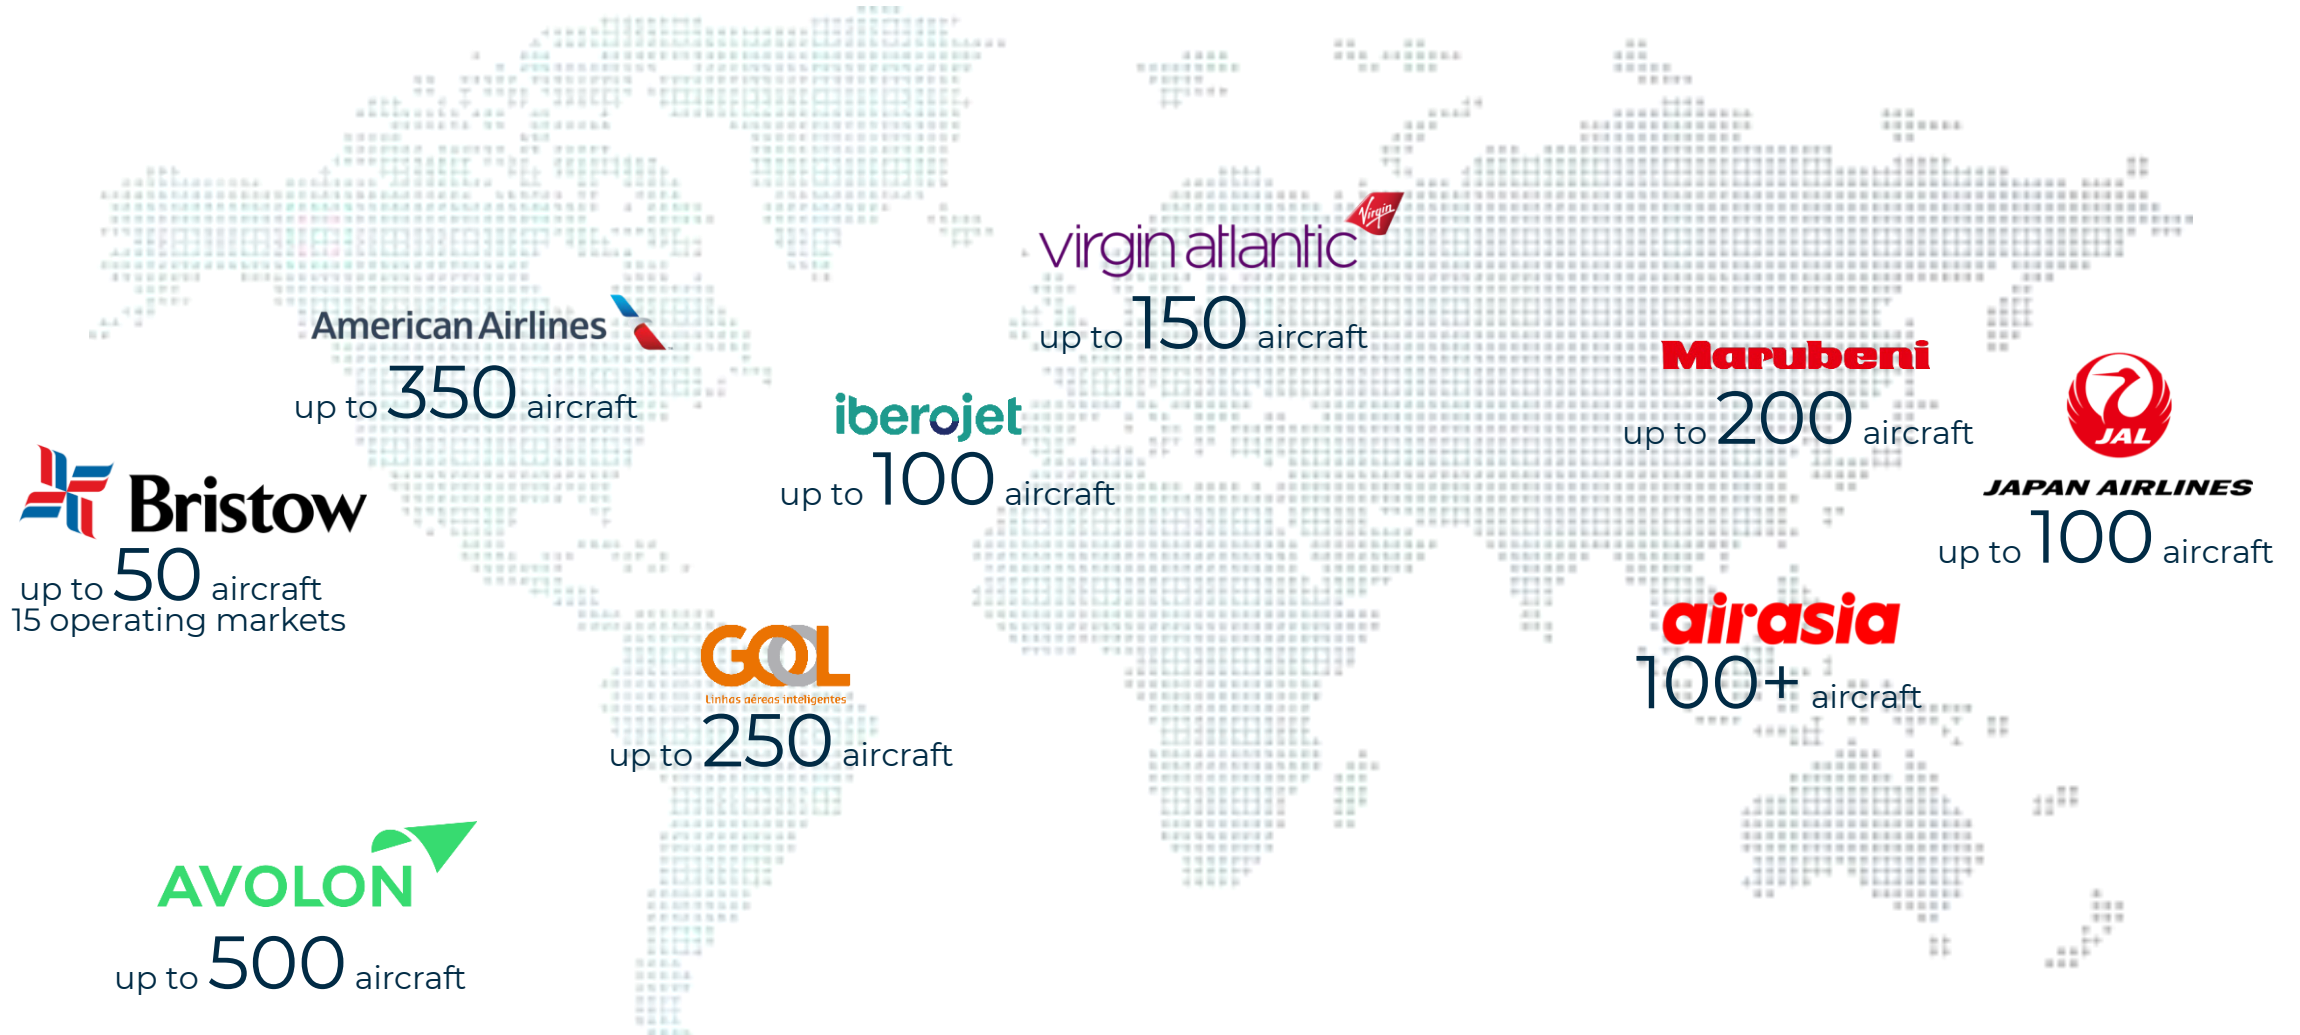 Virgin
virgin atlantic
up to 150 aircraft
American Airlines
up to 350 aircraft
Marubeni
up to 200 aircraft
JAL
JAPAN AIRLINES
up to 100 aircraft
iberojet
up to 100 aircraft
Bristow
up to 50 aircraft
15 operating markets
airasia
100+ aircraft
GOL
Linhas aéreas inteligentes
up to 250 aircraft
AVOLON
up to 500 aircraft